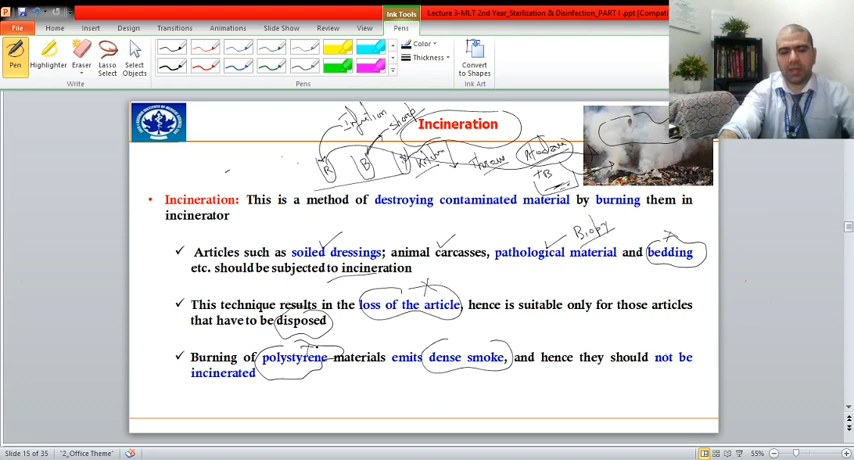 Ink Tools
Lecture 3-MLT 2nd Year_Sterlization & Disinfection_PART I .ppt [Compat
File Home Insert Design Transitions Animations Slide Show Review View Pens
Pen Highlighter Eraser Lasso Select Select Objects
Write
Color
Thickness
Pens
Convert to Shapes
Ink Art
Sharp
R B
Incineration
Throw
TB
Incineration: This is a method of destroying contaminated material by burning them in
incinerator
Biopy
Articles such as soiled dressings; animal carcasses, pathological material and bedding
etc. should be subjected to incineration
This technique results in the loss of the article, hence is suitable only for those articles
that have to be disposed
Burning of polystyrene materials emits dense smoke, and hence they should not be
incinerated
Slide 15 of 35 "2_Office Theme" 55%